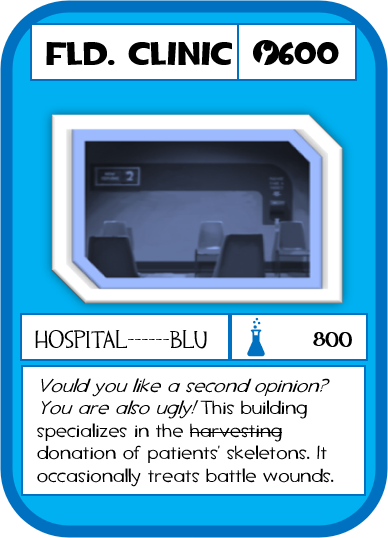 FLD. CLINIC 600
2
HOSPITAL------BLU 800
Vould you like a second opinion?
You are also ugly! This building
specializes in the harvesting
donation of patients' skeletons. It
occasionally treats battle wounds.